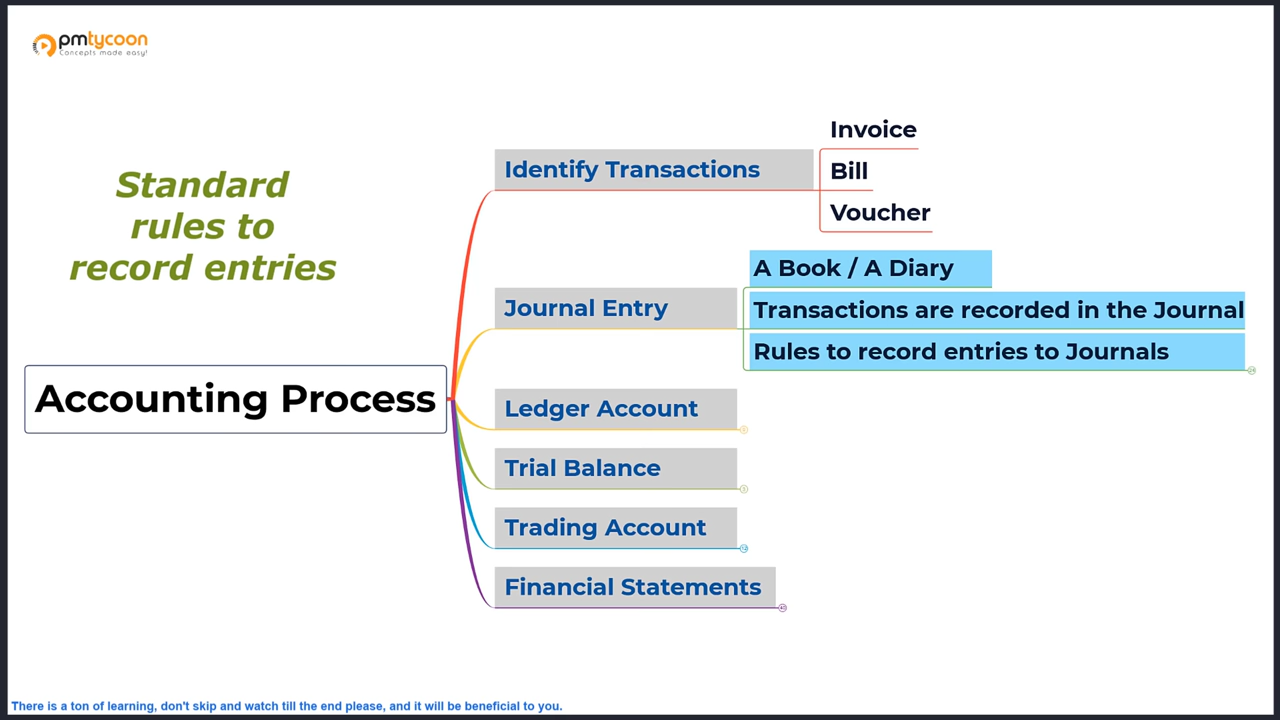 pmtycoon
Concepts made easy!
Standard
rules to
record entries
Accounting Process
Identify Transactions
Invoice
Bill
Voucher
Journal Entry
A Book / A Diary
Transactions are recorded in the Journal
Rules to record entries to Journals
Ledger Account
Trial Balance
Trading Account
Financial Statements
There is a ton of learning, don't skip and watch till the end please, and it will be beneficial to you.